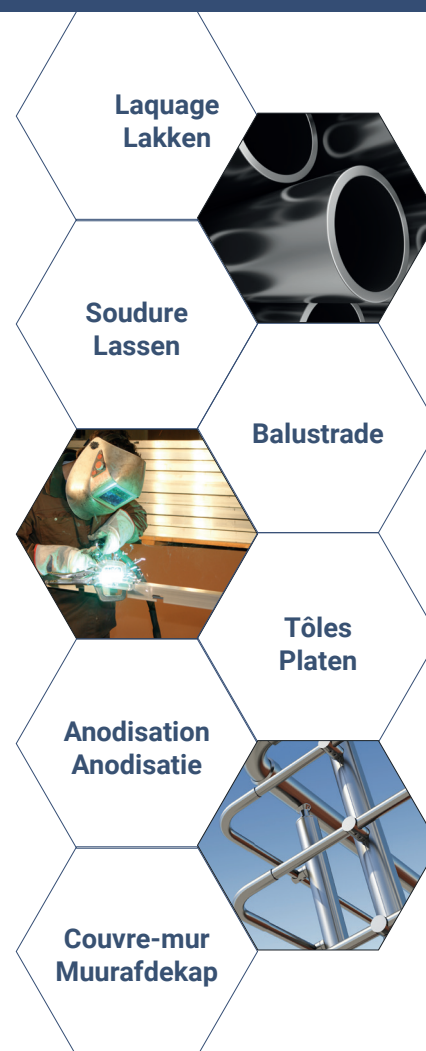 Laquage
Lakken
Soudure
Lassen
Balustrade
Tôles
Platen
Anodisation
Anodisatie
Couvre-mur
Muurafdekap